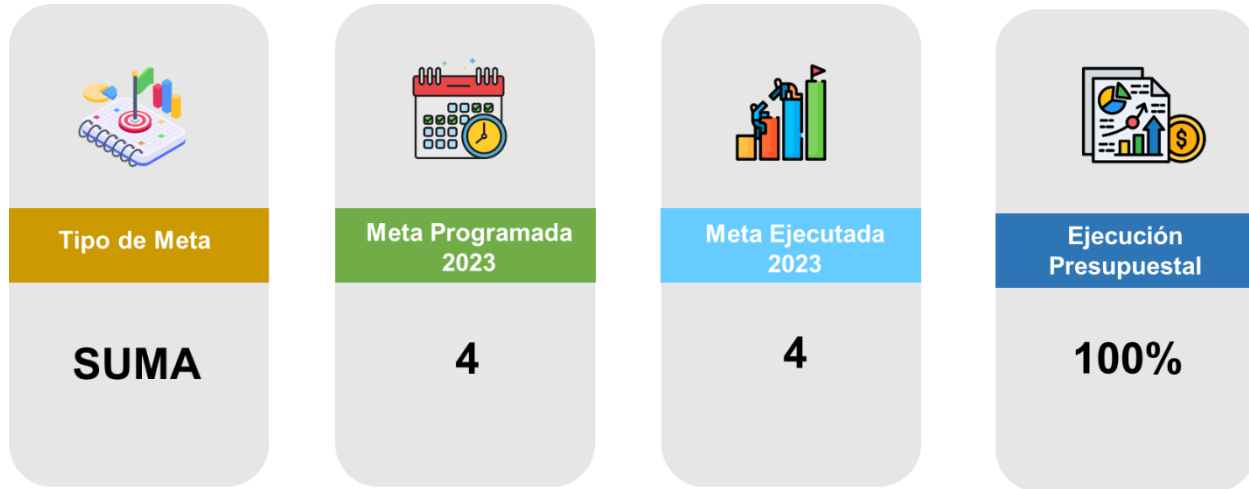 Tipo de Meta
SUMA
Meta Programada
2023
4
Meta Ejecutada
2023
4
Ejecución
Presupuestal
100%